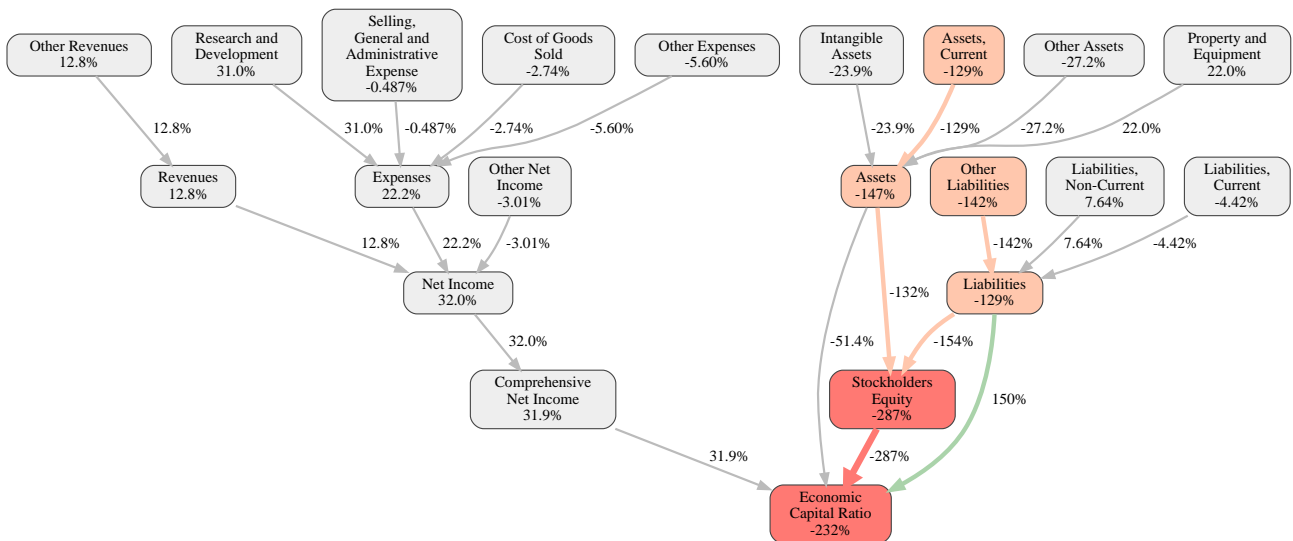 Other Revenues
12.8%
Research and
Development
31.0%
Selling,
General and
Administrative
Expense
-0.487%
Cost of Goods
Sold
-2.74%
Other Expenses
-5.60%
Intangible
Assets
-23.9%
Assets,
Current
-129%
Other Assets
-27.2%
Property and
Equipment
22.0%
12.8%
31.0%
-0.487%
-2.74%
-5.60%
-23.9%
-129%
-27.2%
22.0%
Revenues
12.8%
Expenses
22.2%
Other Net
Income
-3.01%
Assets
-147%
Other
Liabilities
-142%
Liabilities,
Non-Current
7.64%
Liabilities,
Current
-4.42%
12.8%
22.2%
-3.01%
-142%
7.64%
-4.42%
Net Income
32.0%
Liabilities
-129%
-132%
32.0%
-51.4%
-154%
Comprehensive
Net Income
31.9%
Stockholders
Equity
-287%
150%
31.9%
-287%
Economic
Capital Ratio
-232%